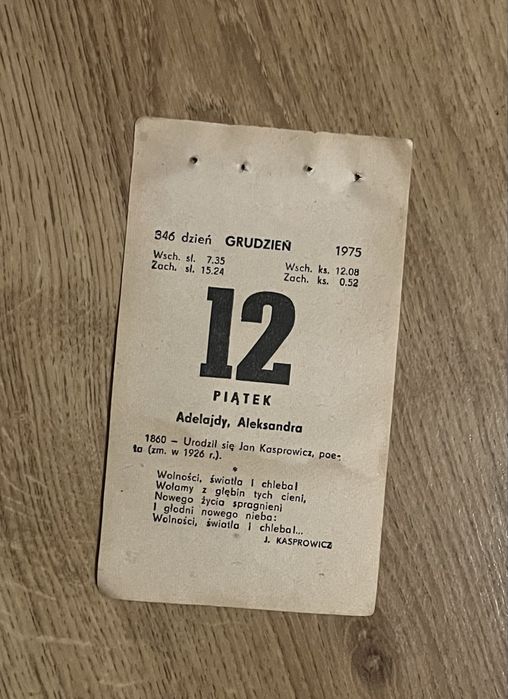 346 dzień GRUDZIEŃ 1975
Wsch. sł. 7.35 Wsch. ks. 12.08
Zach. sł. 15.24 Zach. ks. 0.52
12
PIĄTEK
Adelajdy, Aleksandra
1860 – Urodził się Jan Kasprowicz, poe-
ta (zm. w 1926 r.).
*
Wolności, światła i chleba!
Wołamy z głębin tych cieni,
Nowego życia spragnieni
I głodni nowego nieba:
Wolności, światła i chleba!...
J. KASPROWICZ